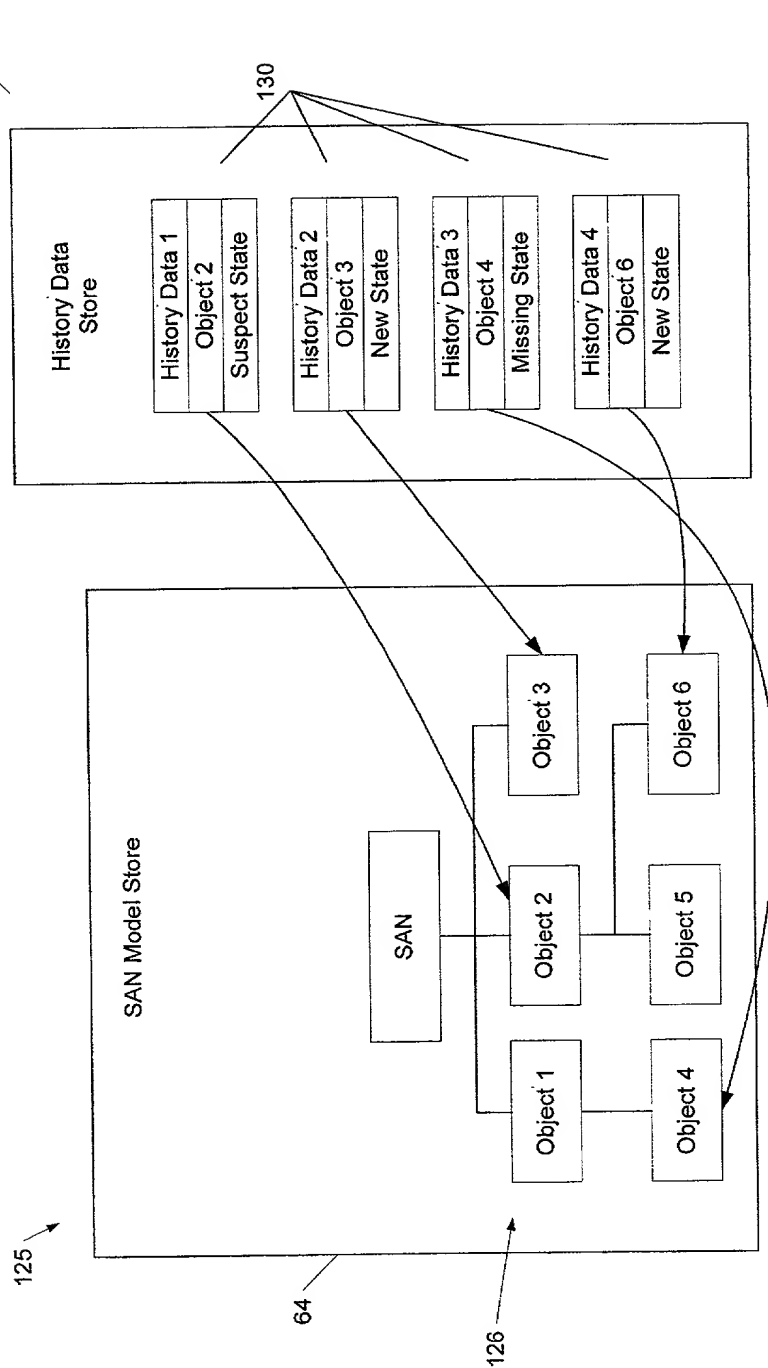 125
SAN Model Store
64
126
SAN
Object 1
Object 2
Object 3
Object 4
Object 5
Object 6
History Data
Store
130
History Data 1
Object 2
Suspect State
History Data 2
Object 3
New State
History Data 3
Object 4
Missing State
History Data 4
Object 6
New State